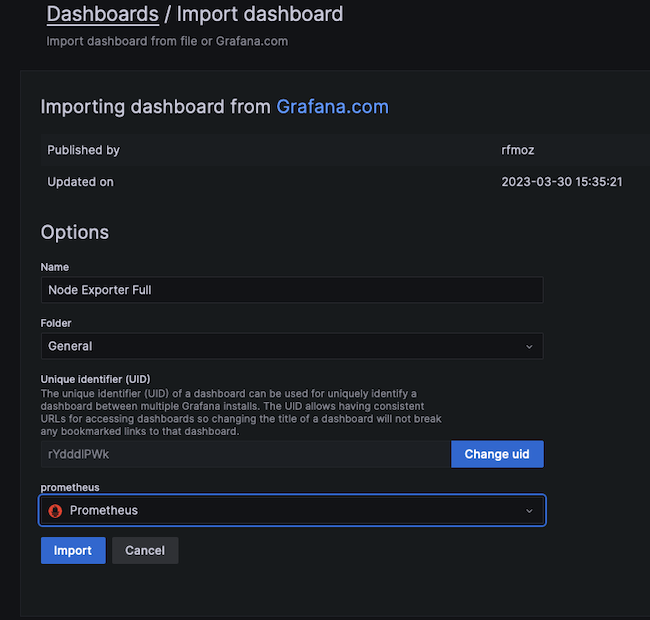 Dashboards / Import dashboard
Import dashboard from file or Grafana.com
Importing dashboard from Grafana.com
Published by rfmoz
Updated on 2023-03-30 15:35:21
Options
Name
Node Exporter Full
Folder
General
Unique identifier (UID)
The unique identifier (UID) of a dashboard can be used for uniquely identify a
dashboard between multiple Grafana installs. The UID allows having consistent
URLs for accessing dashboards so changing the title of a dashboard will not break
any bookmarked links to that dashboard.
rYdddlPWk Change uid
prometheus
Prometheus
Import Cancel